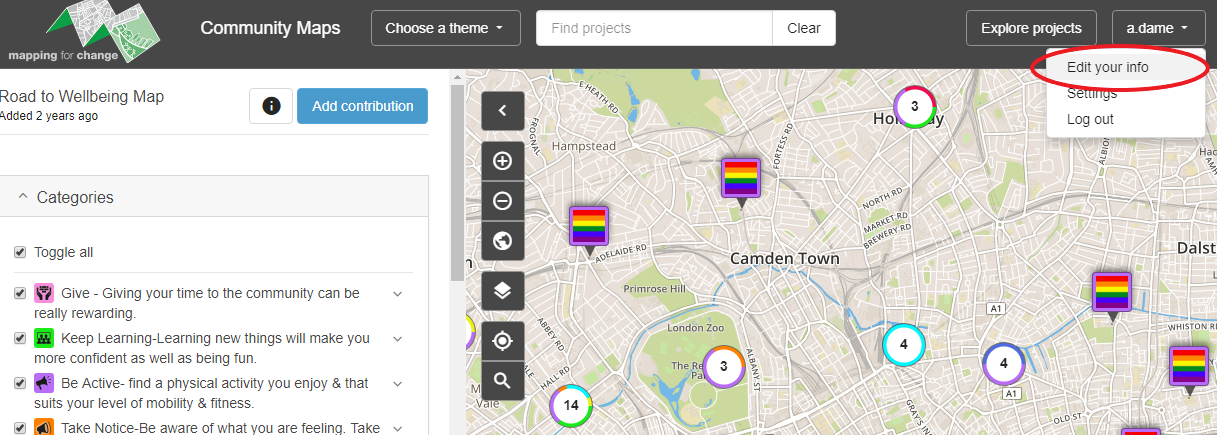 mapping for change
Community Maps
Choose a theme
Find projects
Clear
Explore projects
a.dame
Edit your info
Settings
Log out
Road to Wellbeing Map
Added 2 years ago
Add contribution
Categories
Toggle all
Give - Giving your time to the community can be
really rewarding.
Keep Learning-Learning new things will make you
more confident as well as being fun.
Be Active- find a physical activity you enjoy & that
suits your level of mobility & fitness.
Take Notice-Be aware of what you are feeling. Take
E HEATH RD
FROGNAL
Hampstead
FORTESS RD
3
ALBION
NORTH RD
MARKET RD
BREWERY RD
ADELAIDE RD
Camden Town
Dalst
Primrose Hill
A1
London Zoo
WHISTON RD
ABBEY RD
ALBANY ST
4
4
3
HALL RD
Vale
14
A1
GRAYS INN
OLD ST